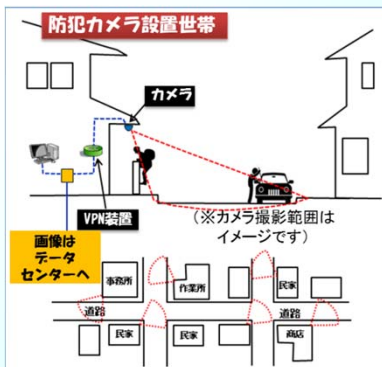 防犯カメラ設置世帯
カメラ
VPN装置
(※カメラ撮影範囲は
イメージです)
画像は
データ
センターへ
事務所
作業所
民家
道路
道路
民家
民家
商店